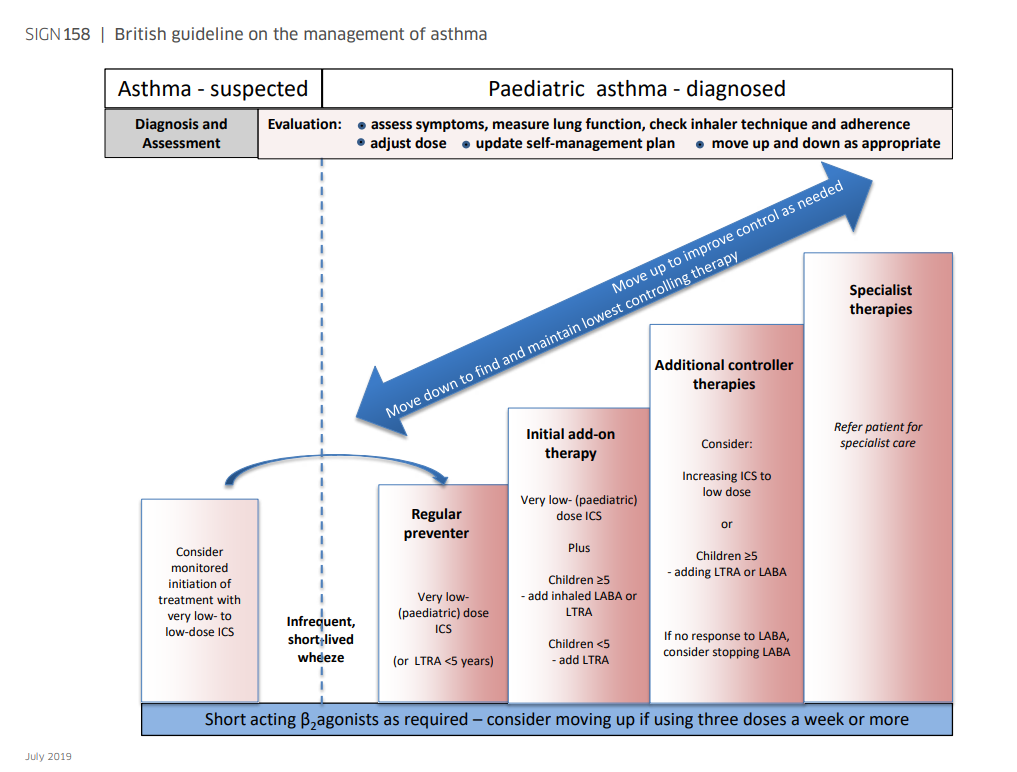 SIGN158 | British guideline on the management of asthma
Asthma - suspected
Paediatric asthma - diagnosed
Diagnosis and
Assessment
Evaluation: • assess symptoms, measure lung function, check inhaler technique and adherence
• adjust dose • update self-management plan • move up and down as appropriate
Move up to improve control as needed
Move down to find and maintain lowest controlling therapy
Consider
monitored
initiation of
treatment with
very low- to
low-dose ICS
Infrequent,
short-lived
wheeze
Regular
preventer
Very low-
(paediatric) dose
ICS
(or LTRA <5 years)
Initial add-on
therapy
Very low- (paediatric)
dose ICS
Plus
Children ≥5
- add inhaled LABA or
LTRA
Children <5
- add LTRA
Additional controller
therapies
Consider:
Increasing ICS to
low dose
or
Children ≥5
- adding LTRA or LABA
If no response to LABA,
consider stopping LABA
Specialist
therapies
Refer patient for
specialist care
Short acting β2agonists as required – consider moving up if using three doses a week or more
July 2019